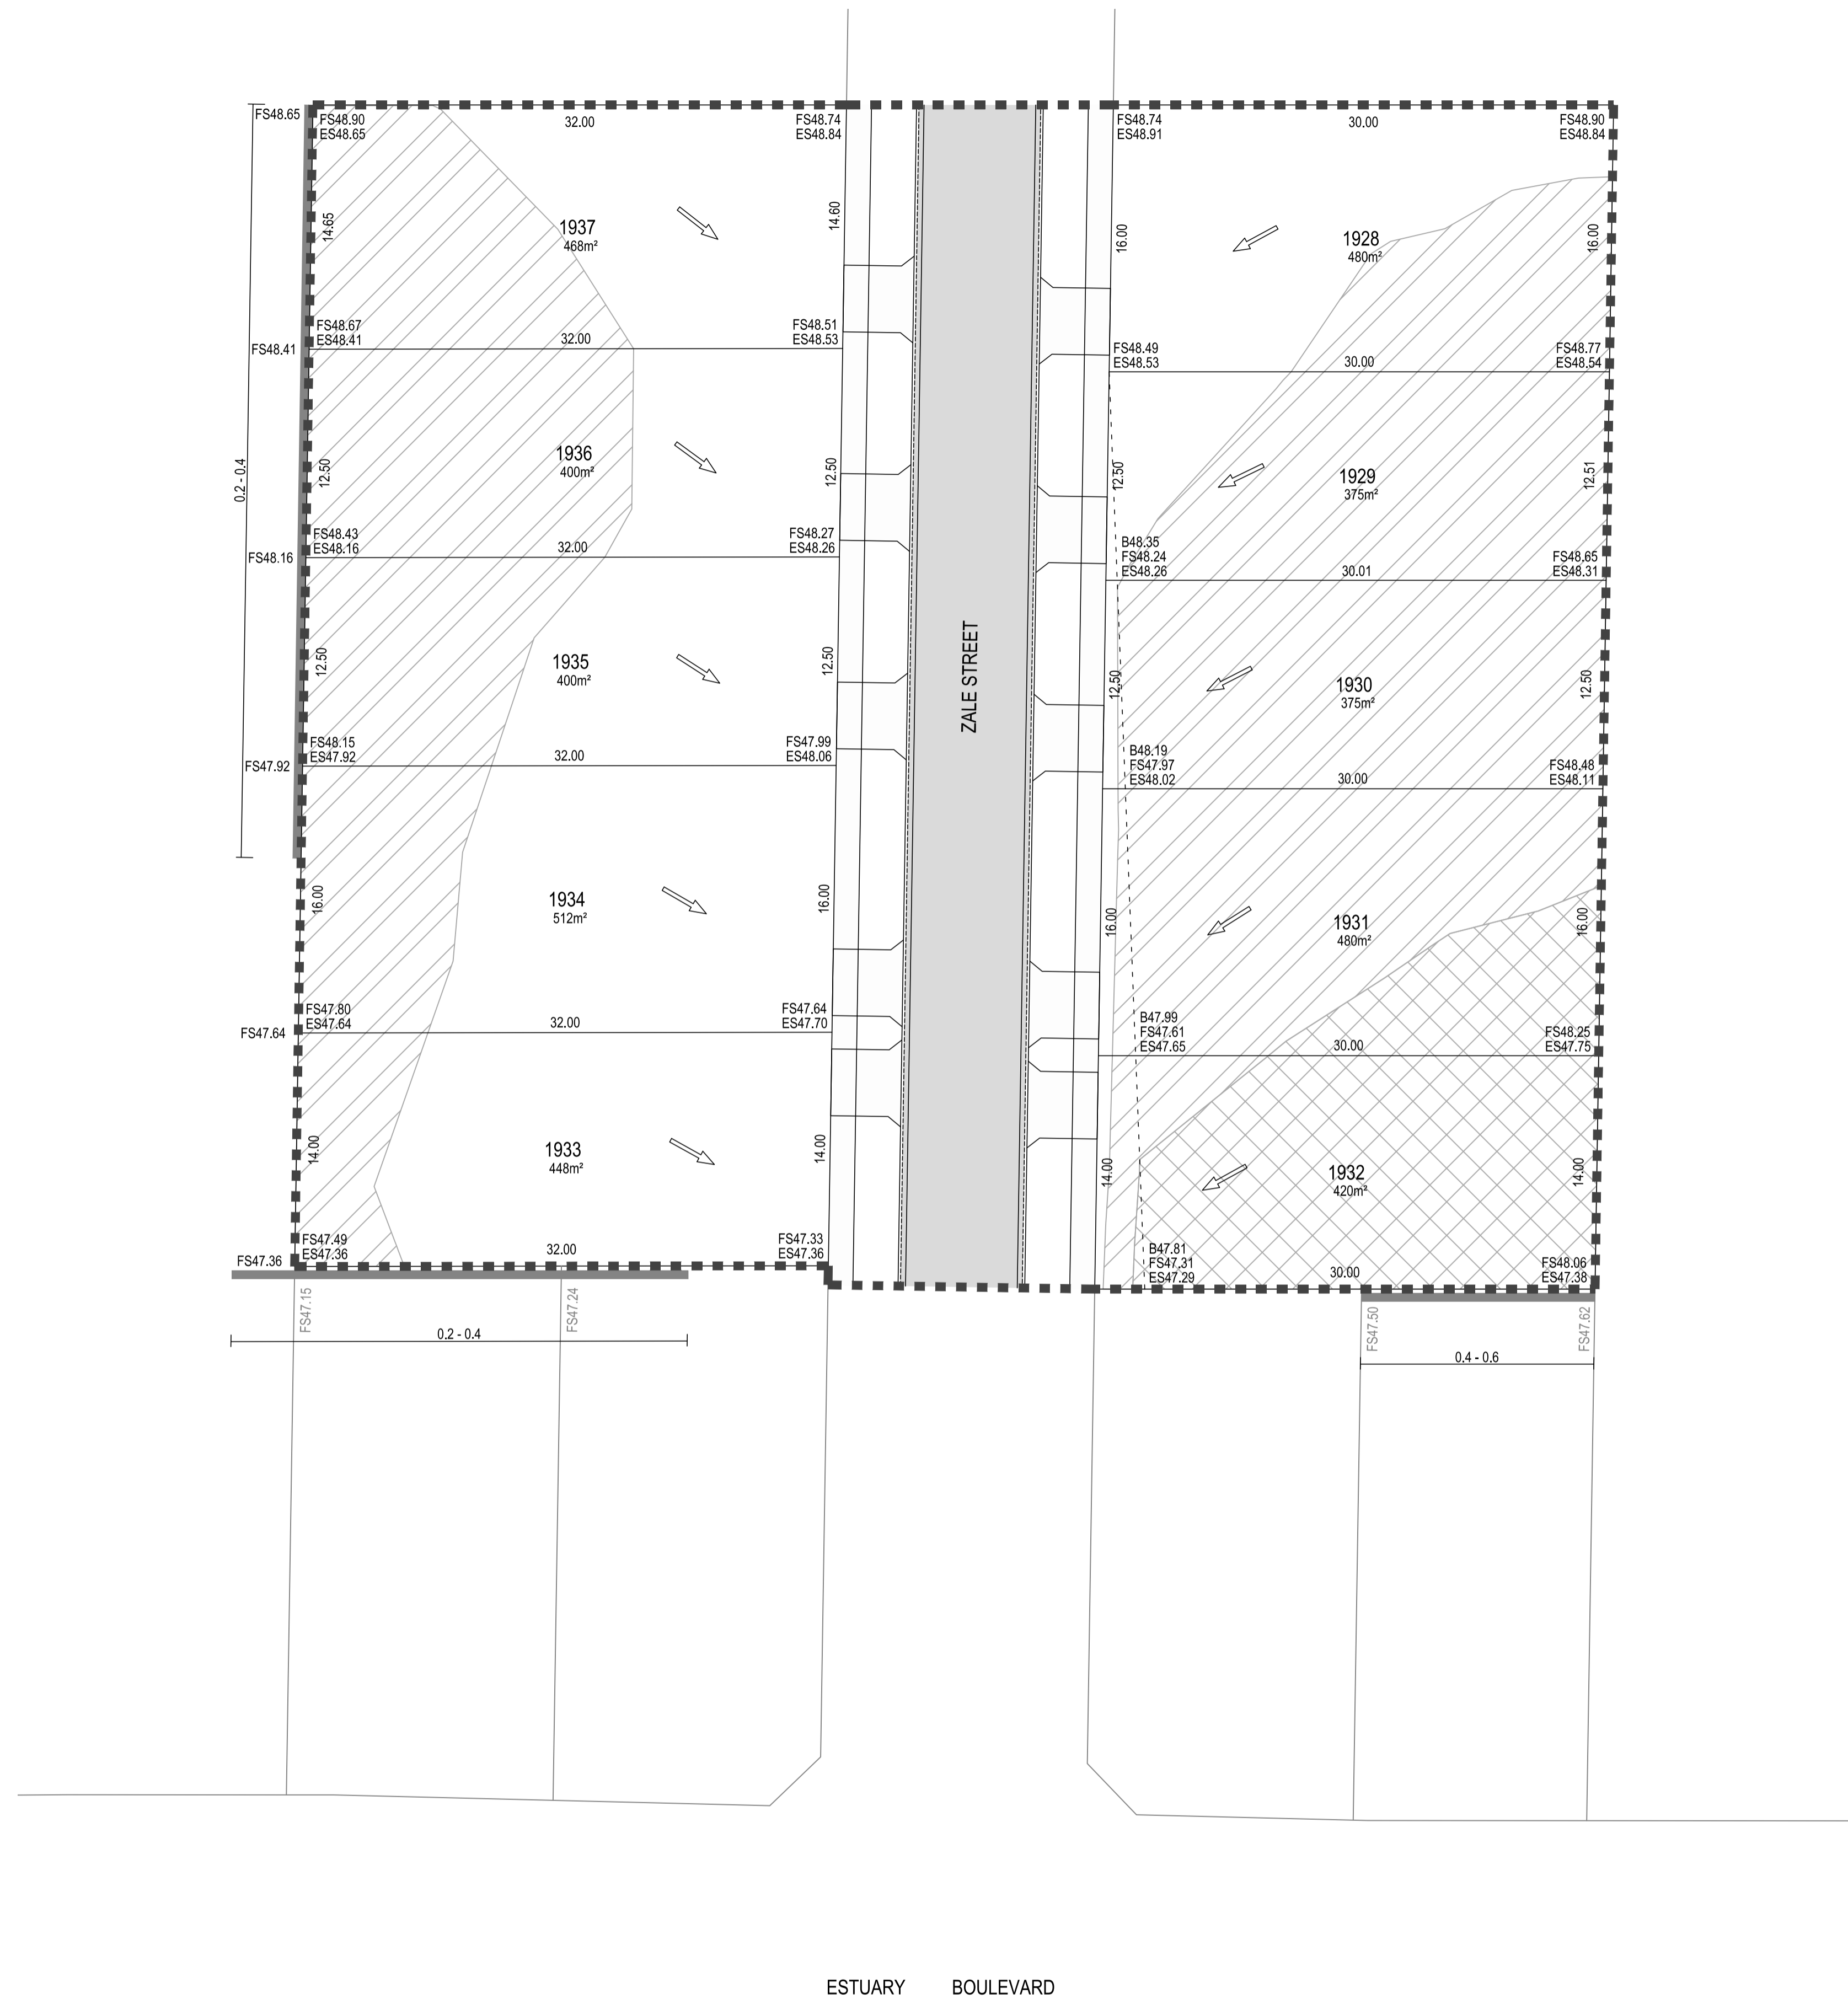 FS48.65
FS48.90
ES48.65
32.00
FS48.74
ES48.84
FS48.74
ES48.91
30.00
FS48.90
ES48.84
14.65
1937
468m²
14.60
16.00
1928
480m²
16.00
FS48.41
FS48.67
ES48.41
32.00
FS48.51
ES48.53
FS48.49
ES48.53
30.00
FS48.77
ES48.54
0.2 - 0.4
12.50
1936
400m²
12.50
12.50
1929
375m²
12.51
FS48.16
FS48.43
ES48.16
32.00
FS48.27
ES48.26
B48.35
FS48.24
ES48.26
30.01
FS48.65
ES48.31
12.50
1935
400m²
12.50
ZALE STREET
12.50
1930
375m²
12.50
FS47.92
FS48.15
ES47.92
32.00
FS47.99
ES48.06
B48.19
FS47.97
ES48.02
30.00
FS48.48
ES48.11
16.00
1934
512m²
16.00
16.00
1931
480m²
16.00
FS47.64
FS47.80
ES47.64
32.00
FS47.64
ES47.70
B47.99
FS47.61
ES47.65
30.00
FS48.25
ES47.75
14.00
1933
448m²
14.00
14.00
1932
420m²
14.00
FS47.36
FS47.49
ES47.36
32.00
FS47.33
ES47.36
B47.81
FS47.31
ES47.29
30.00
FS48.06
ES47.38
FS47.15
FS47.24
FS47.50
FS47.62
0.2 - 0.4
0.4 - 0.6
ESTUARY BOULEVARD